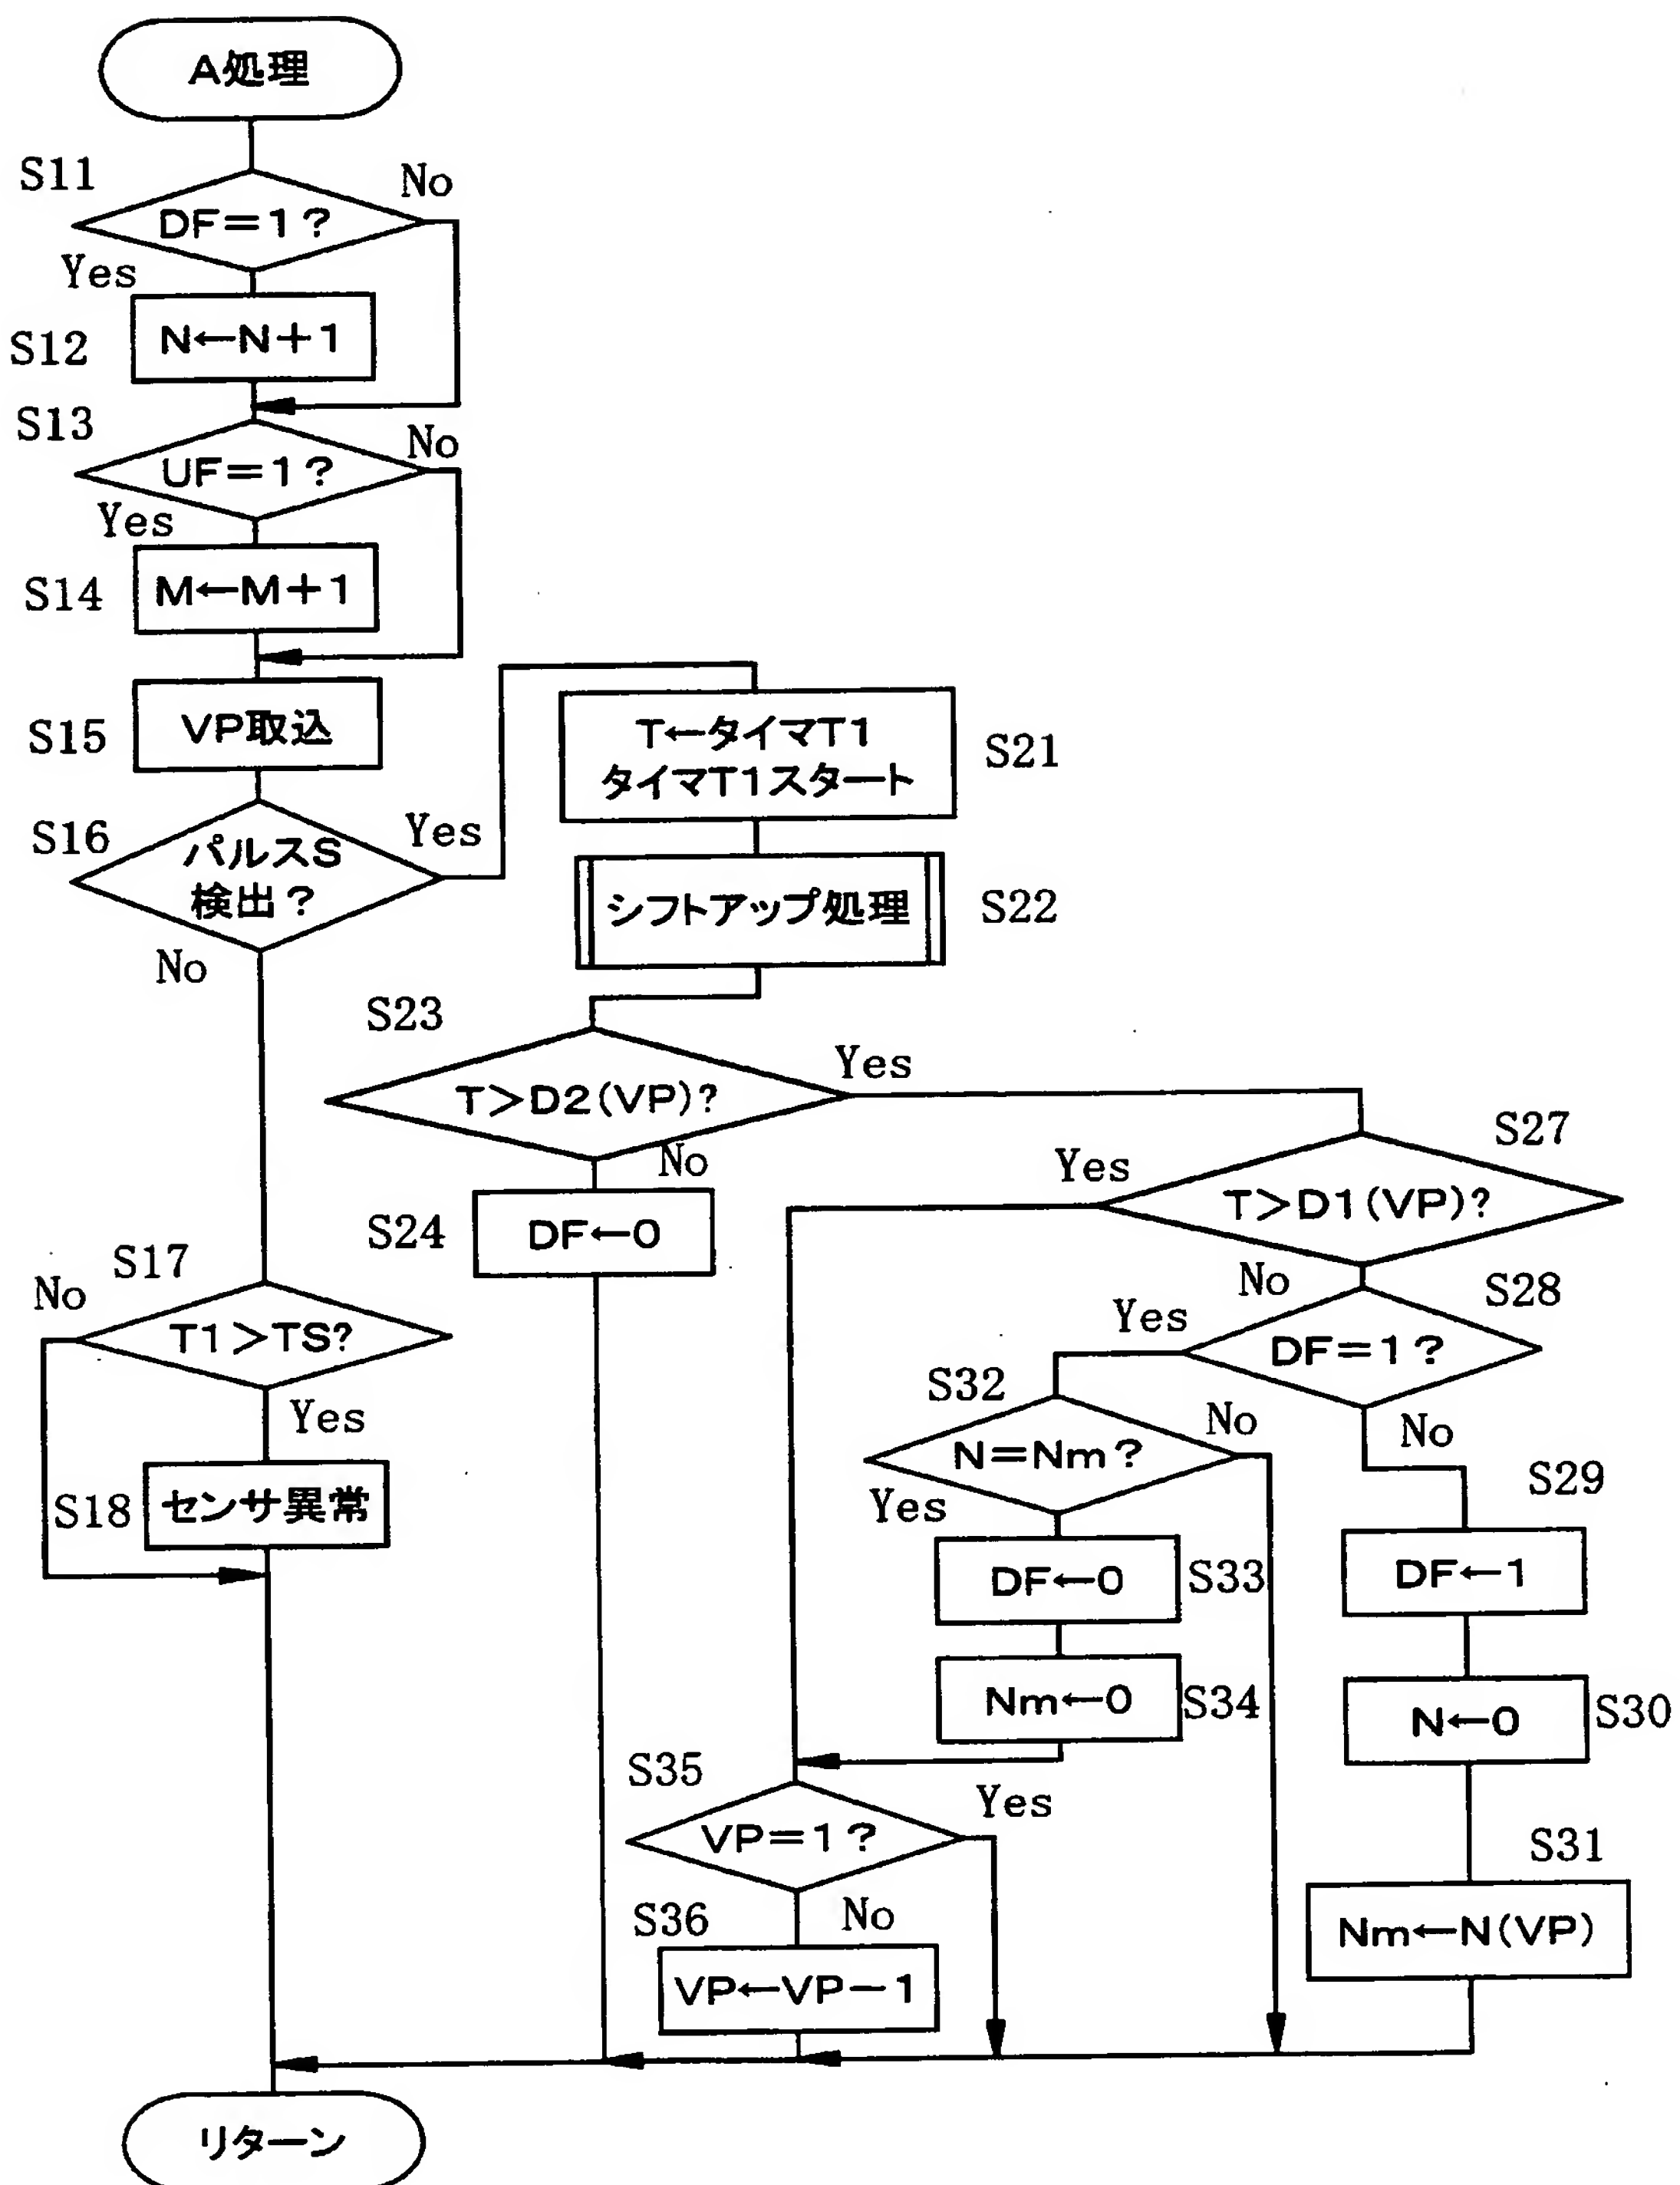 A処理
S11
No
DF=1?
Yes
S12
N←N+1
S13
No
UF=1?
Yes
S14
M←M+1
S15
VP取込
S16
パルスS
検出?
Yes
No
S17
No
T1>TS?
Yes
S18
センサ異常
T←タイマT1
タイマT1スタート
S21
シフトアップ処理
S22
S23
T>D2(VP)?
Yes
No
S24
DF←0
S27
Yes
T>D1(VP)?
No
S28
Yes
DF=1?
No
S32
No
N=Nm?
Yes
DF←0
S33
Nm←0
S34
S29
DF←1
N←0
S30
S31
Nm←N(VP)
S35
Yes
VP=1?
No
S36
VP←VP−1
リターン